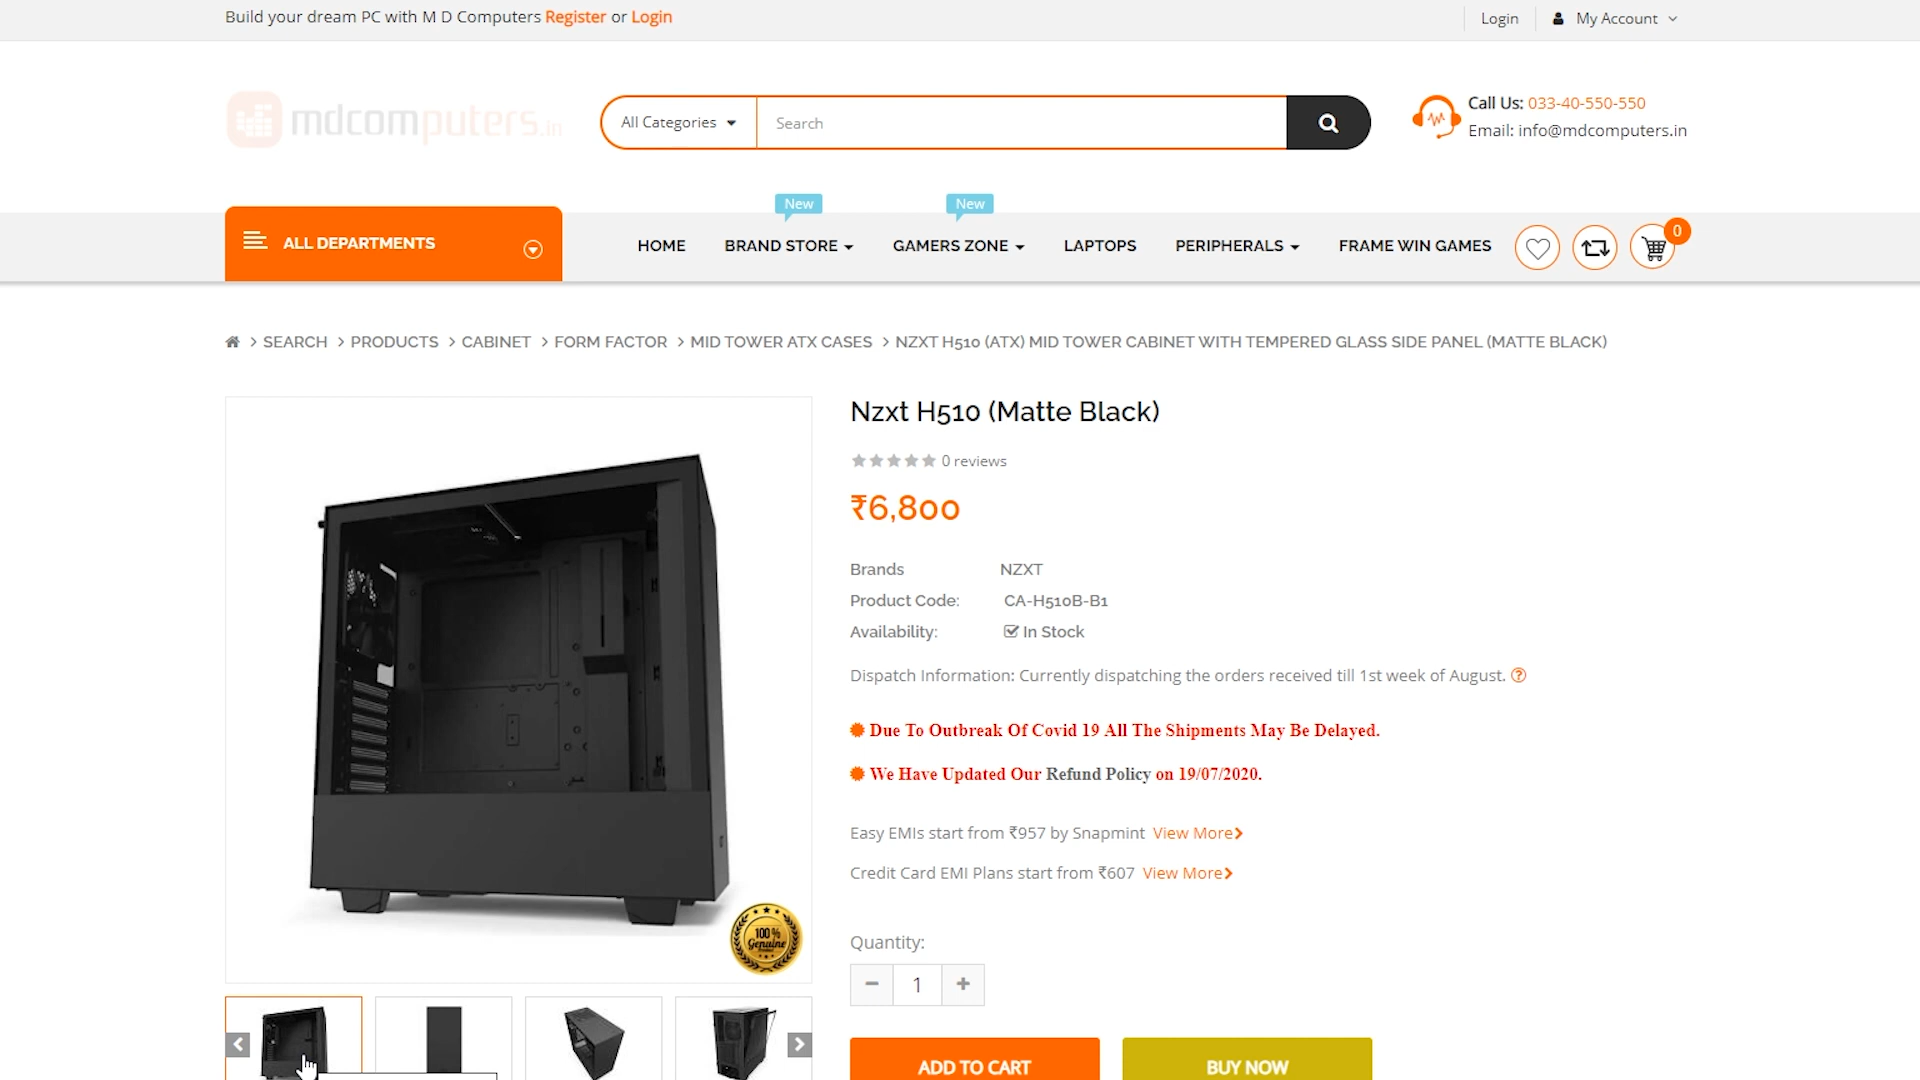 Build your dream PC with M D Computers Register or Login
Login
My Account
mdcomputers.in
All Categories
Search
Call Us: 033-40-550-550
Email: info@mdcomputers.in
New
New
ALL DEPARTMENTS
HOME
BRAND STORE
GAMERS ZONE
LAPTOPS
PERIPHERALS
FRAME WIN GAMES
0
SEARCH > PRODUCTS > CABINET > FORM FACTOR > MID TOWER ATX CASES > NZXT H510 (ATX) MID TOWER CABINET WITH TEMPERED GLASS SIDE PANEL (MATTE BLACK)
Nzxt H510 (Matte Black)
0 reviews
₹6,800
Brands NZXT
Product Code: CA-H510B-B1
Availability: In Stock
Dispatch Information: Currently dispatching the orders received till 1st week of August.
Due To Outbreak Of Covid 19 All The Shipments May Be Delayed.
We Have Updated Our Refund Policy on 19/07/2020.
Easy EMIs start from ₹957 by Snapmint View More
Credit Card EMI Plans start from ₹607 View More
100 %
Genuine
Quantity:
1
ADD TO CART
BUY NOW